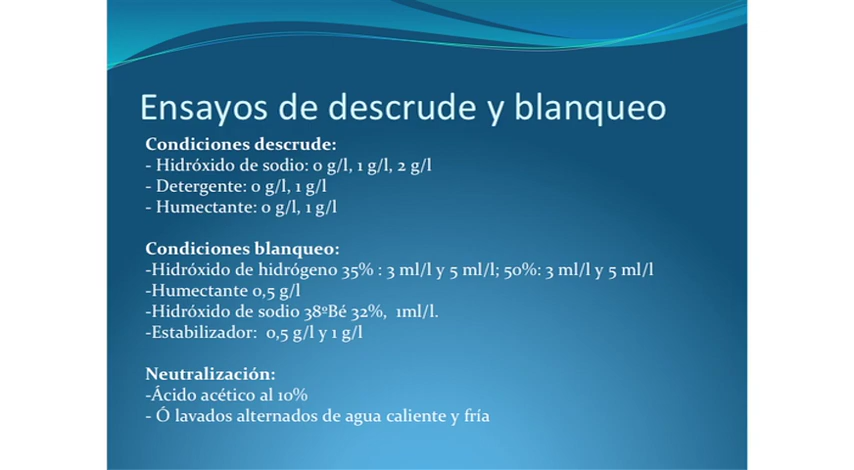 Ensayos de descrude y blanqueo
Condiciones descrude:
- Hidróxido de sodio: 0 g/l, 1 g/l, 2 g/l
- Detergente: 0 g/l, 1 g/l
- Humectante: 0 g/l, 1 g/l
Condiciones blanqueo:
-Hidróxido de hidrógeno 35% : 3 ml/l y 5 ml/l; 50%: 3 ml/l y 5 ml/l
-Humectante 0,5 g/l
-Hidróxido de sodio 38ºBé 32%, 1ml/l.
-Estabilizador: 0,5 g/l y 1 g/l
Neutralización:
-Ácido acético al 10%
- Ó lavados alternados de agua caliente y fría